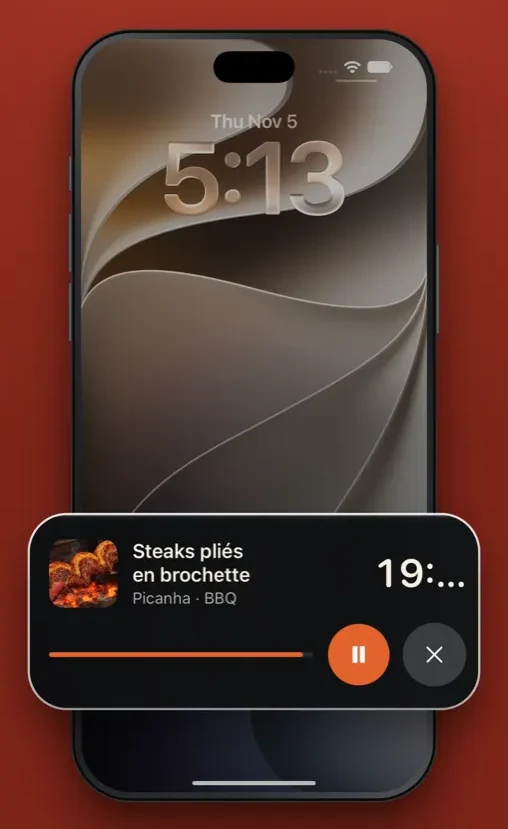 Thu Nov 5
5:13
Steaks pliés
en brochette
Picanha · BBQ
19:...